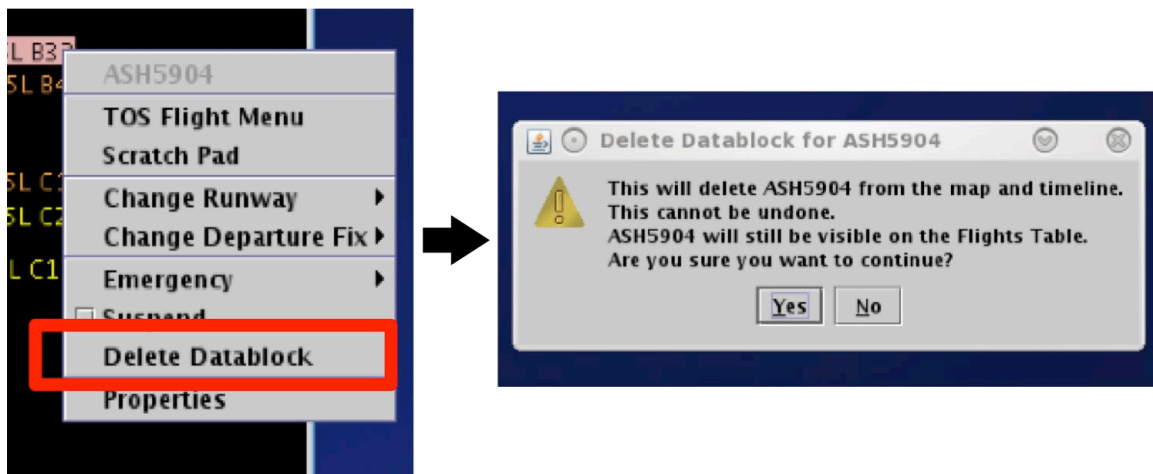 L B33
5L B4
ASH5904
TOS Flight Menu
Scratch Pad
5L C1
Change Runway
5L C2
Change Departure Fix
L C1
Emergency
Suspend
Delete Datablock
Properties
Delete Datablock for ASH5904
This will delete ASH5904 from the map and timeline.
This cannot be undone.
ASH5904 will still be visible on the Flights Table.
Are you sure you want to continue?
Yes
No